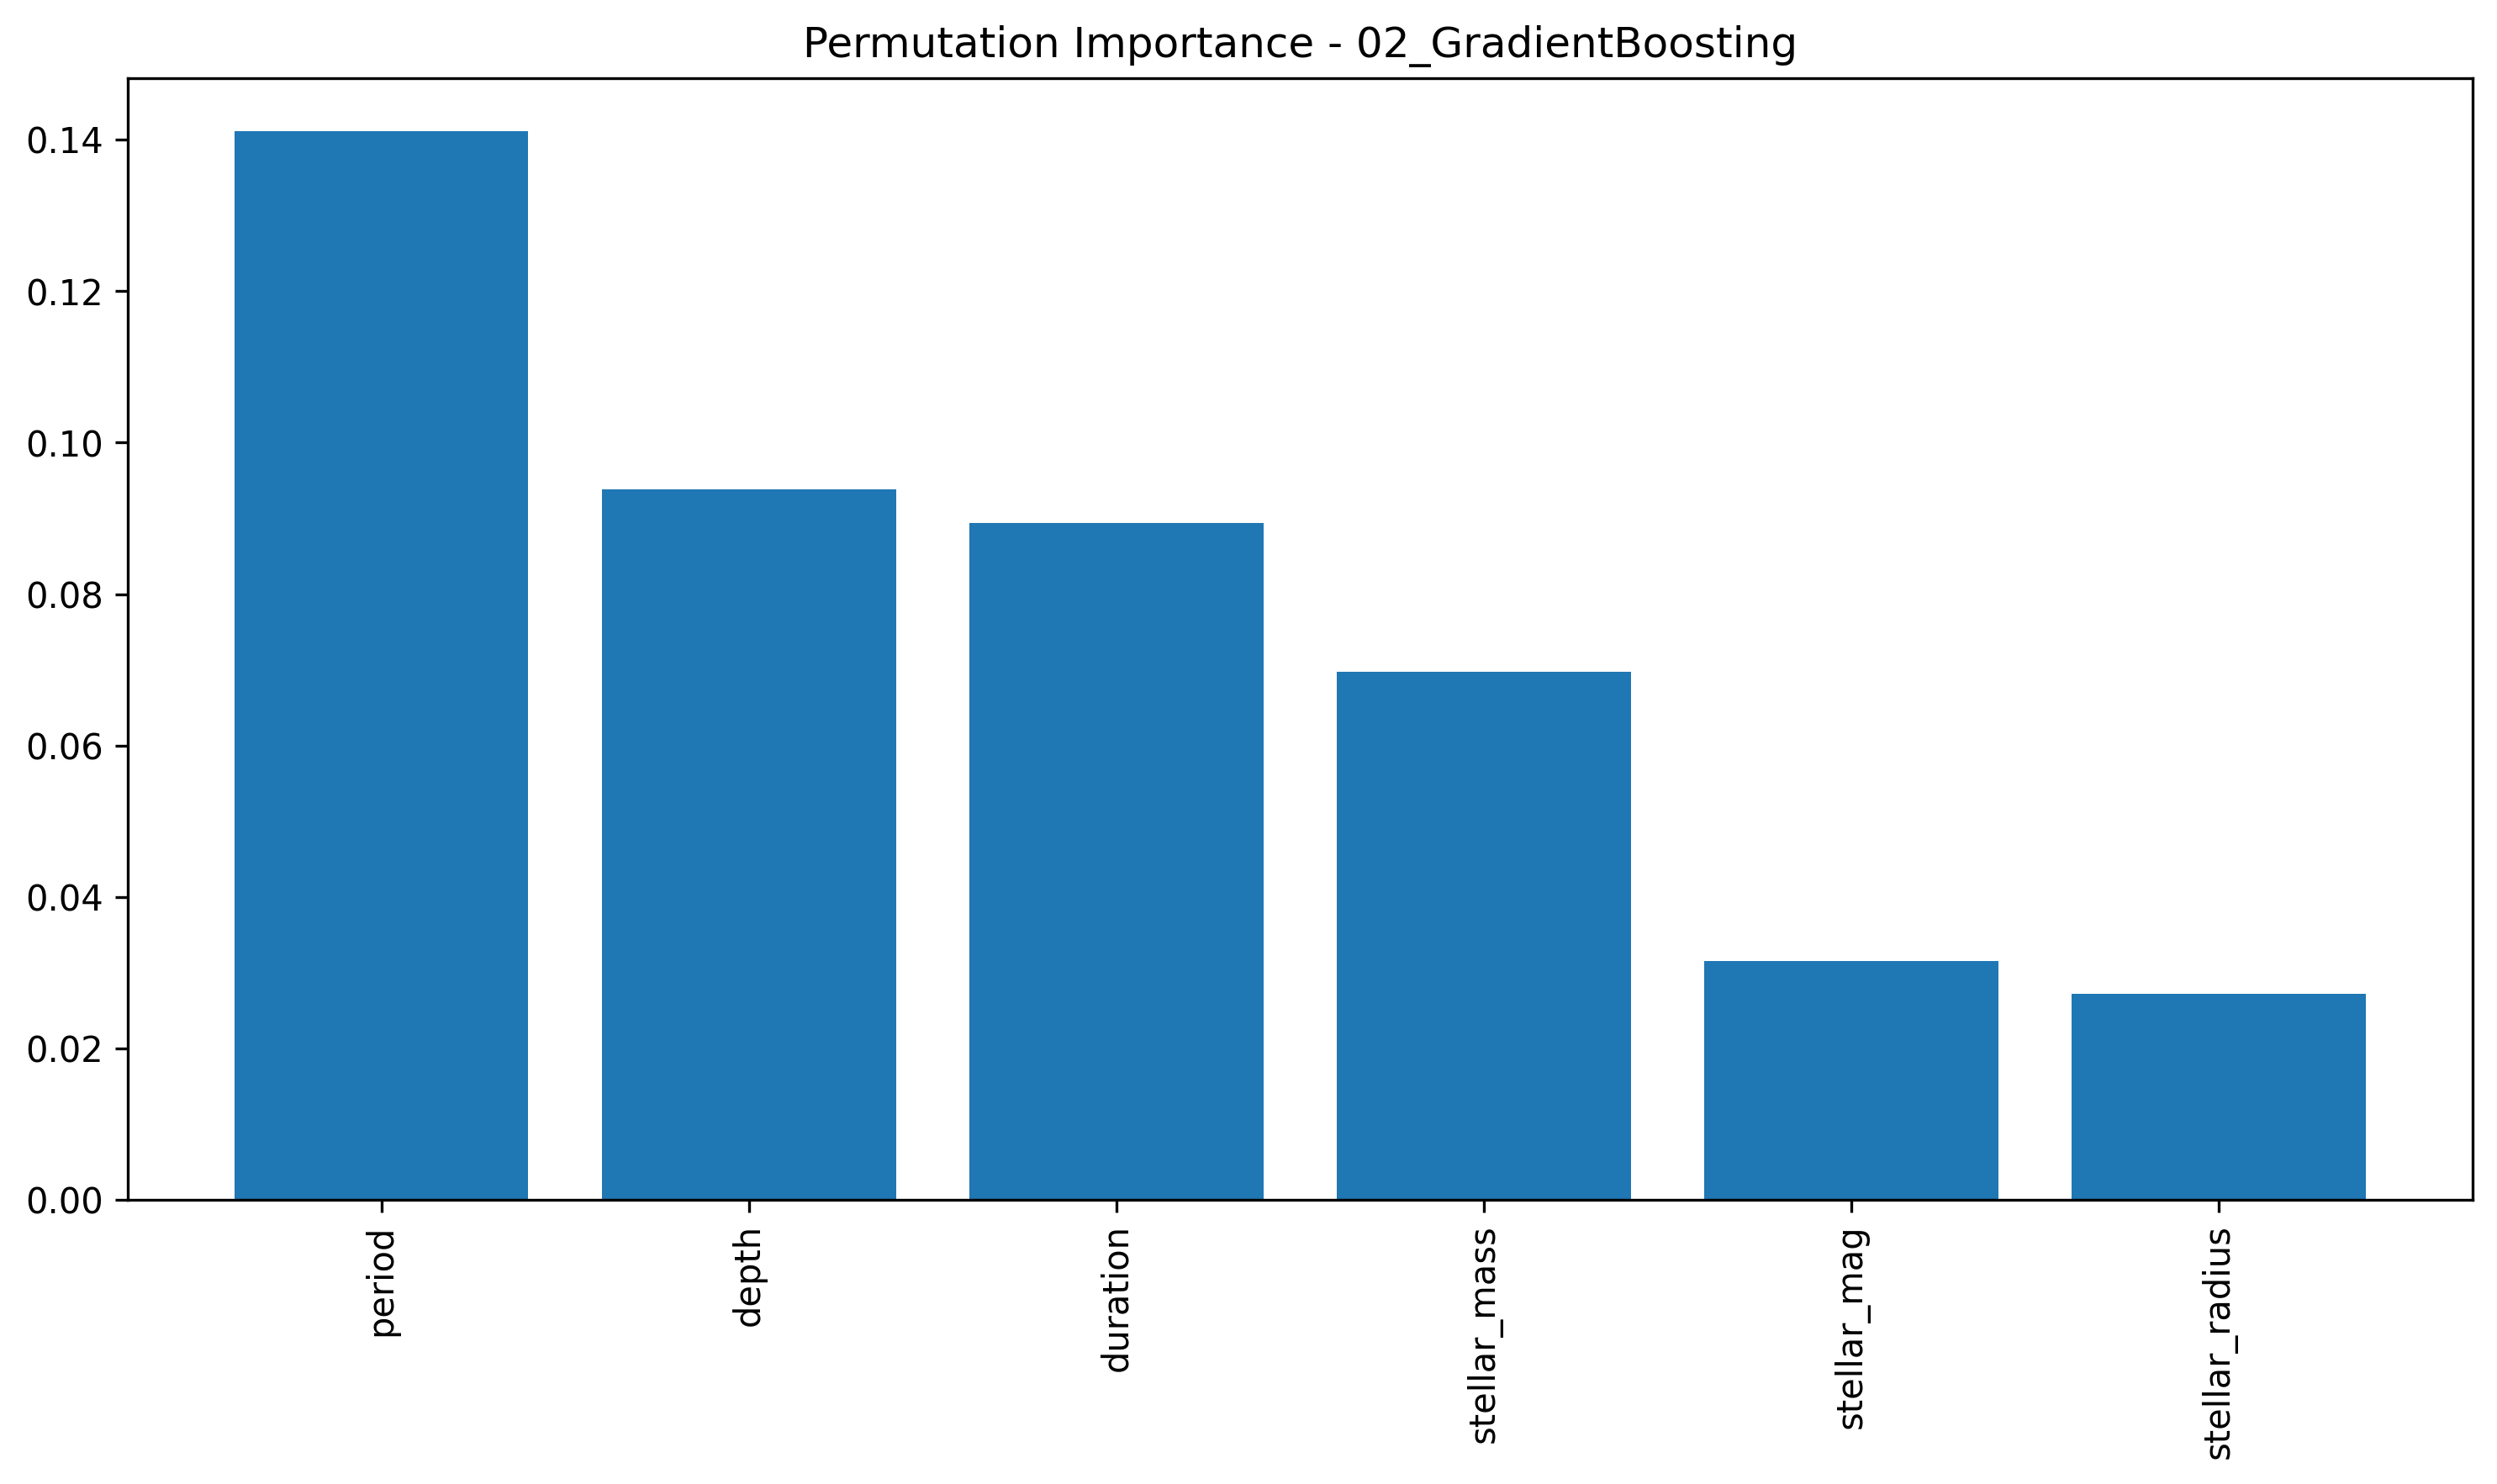 Permutation Importance - 02_GradientBoosting
0.14
0.12
0.10
0.08
0.06
0.04
0.02
0.00
period
depth
duration
stellar_mass
stellar_mag
stellar_radius